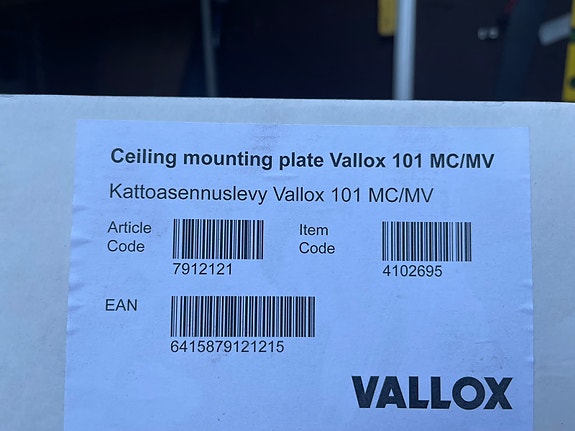 Ceiling mounting plate Vallox 101 MC/MV
Kattoasennuslevy Vallox 101 MC/MV
Article Code
7912121
Item Code
4102695
EAN
6415879121215
VALLOX